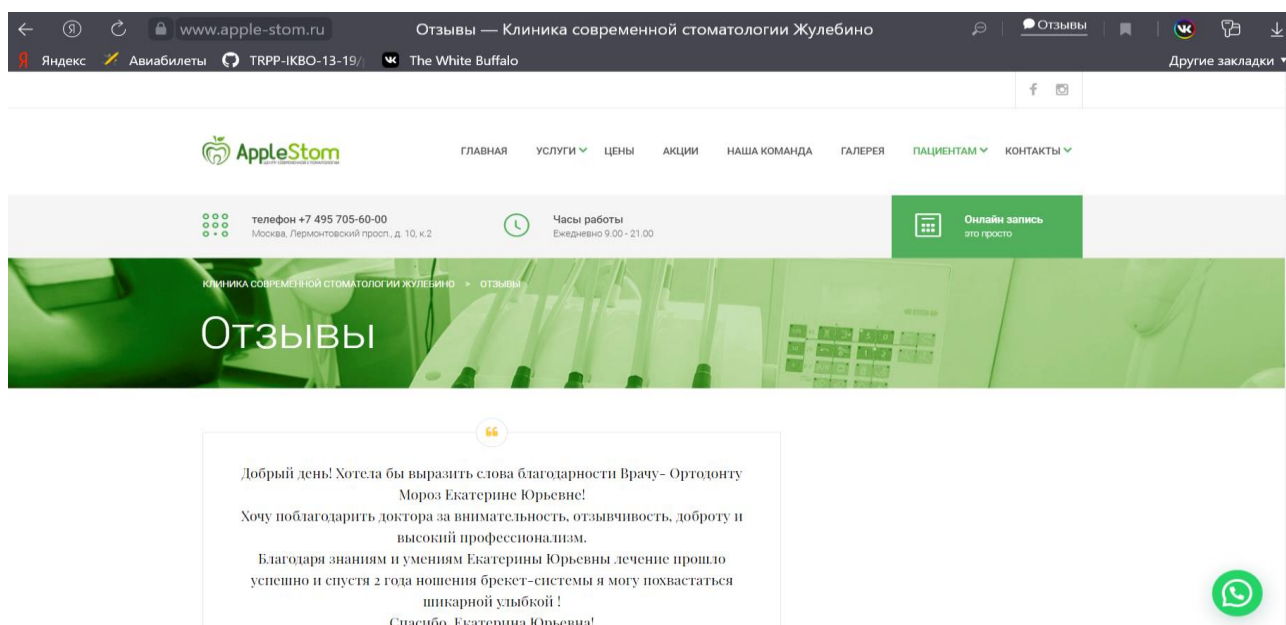 www.apple-stom.ru Отзывы — Клиника современной стоматологии Жулебино Отзывы
Яндекс Авиабилеты TRPP-IKBO-13-19/ The White Buffalo Другие закладки
AppleStom
ГЛАВНАЯ УСЛУГИ ЦЕНЫ АКЦИИ НАША КОМАНДА ГАЛЕРЕЯ ПАЦИЕНТАМ КОНТАКТЫ
телефон +7 495 705-60-00
Москва, Лермонтовский просп., д. 10, к.2
Часы работы
Ежедневно 9.00 - 21.00
Онлайн запись
это просто
КЛИНИКА СОВРЕМЕННОЙ СТОМАТОЛОГИИ ЖУЛЕБИНО > ОТЗЫВЫ
Отзывы
Добрый день! Хотела бы выразить слова благодарности Врачу- Ортодонту
Мороз Екатерине Юрьевне!
Хочу поблагодарить доктора за внимательность, отзывчивость, доброту и
высокий профессионализм.
Благодаря знаниям и умениям Екатерины Юрьевны лечение прошло
успешно и спустя 2 года ношения брекет-системы я могу похвастаться
шикарной улыбкой !
Спасибо, Екатерина Юрьевна!